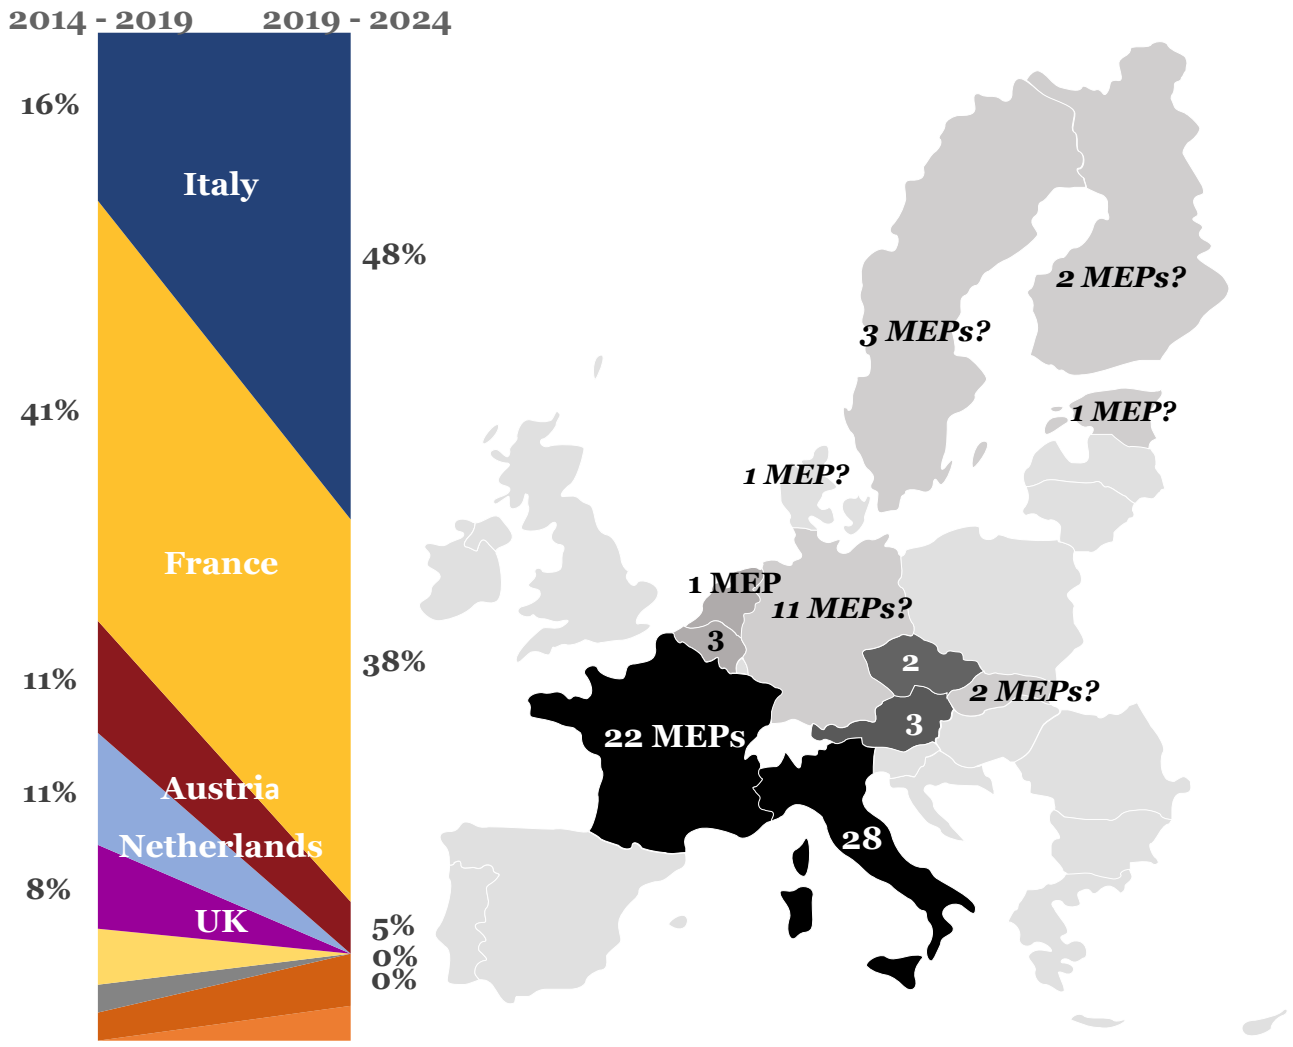 2014 - 2019
2019 - 2024
16%
Italy
48%
41%
France
38%
11%
Austria
11%
Netherlands
8%
UK
5%
0%
0%
2 MEPs?
3 MEPs?
1 MEP?
1 MEP?
1 MEP
11 MEPs?
3
2
2 MEPs?
3
22 MEPs
28